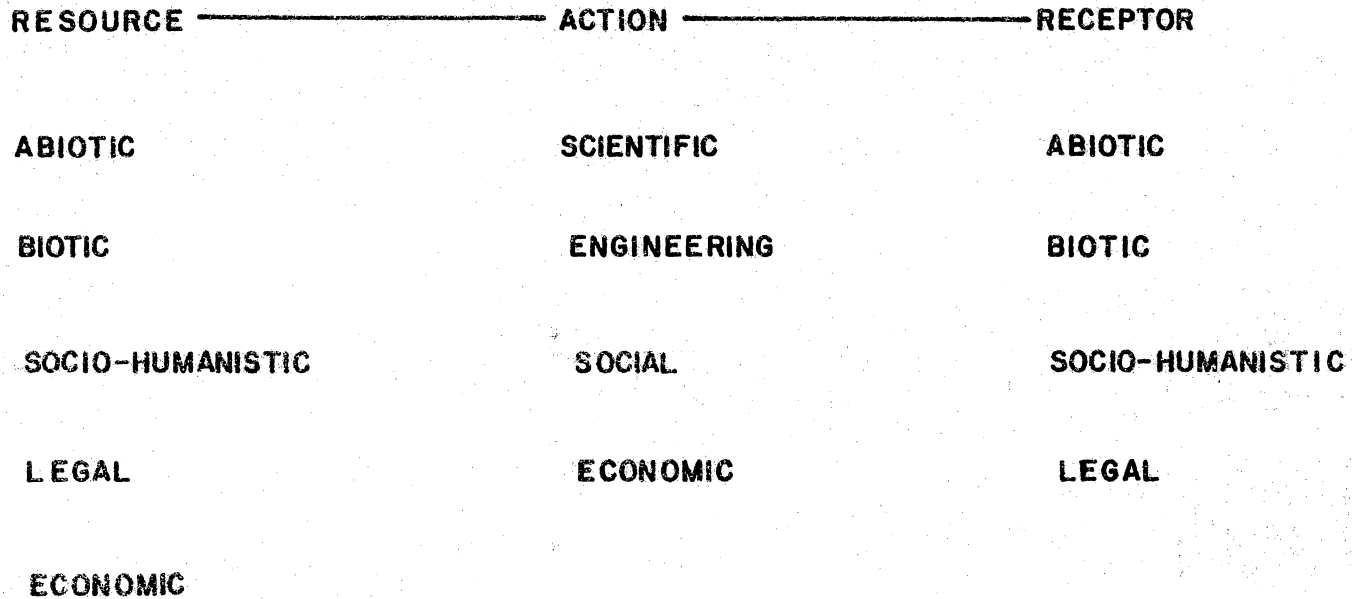 RESOURCE ACTION RECEPTOR
ABIOTIC SCIENTIFIC ABIOTIC
BIOTIC ENGINEERING BIOTIC
SOCIO-HUMANISTIC SOCIAL SOCIO-HUMANISTIC
LEGAL ECONOMIC LEGAL
ECONOMIC